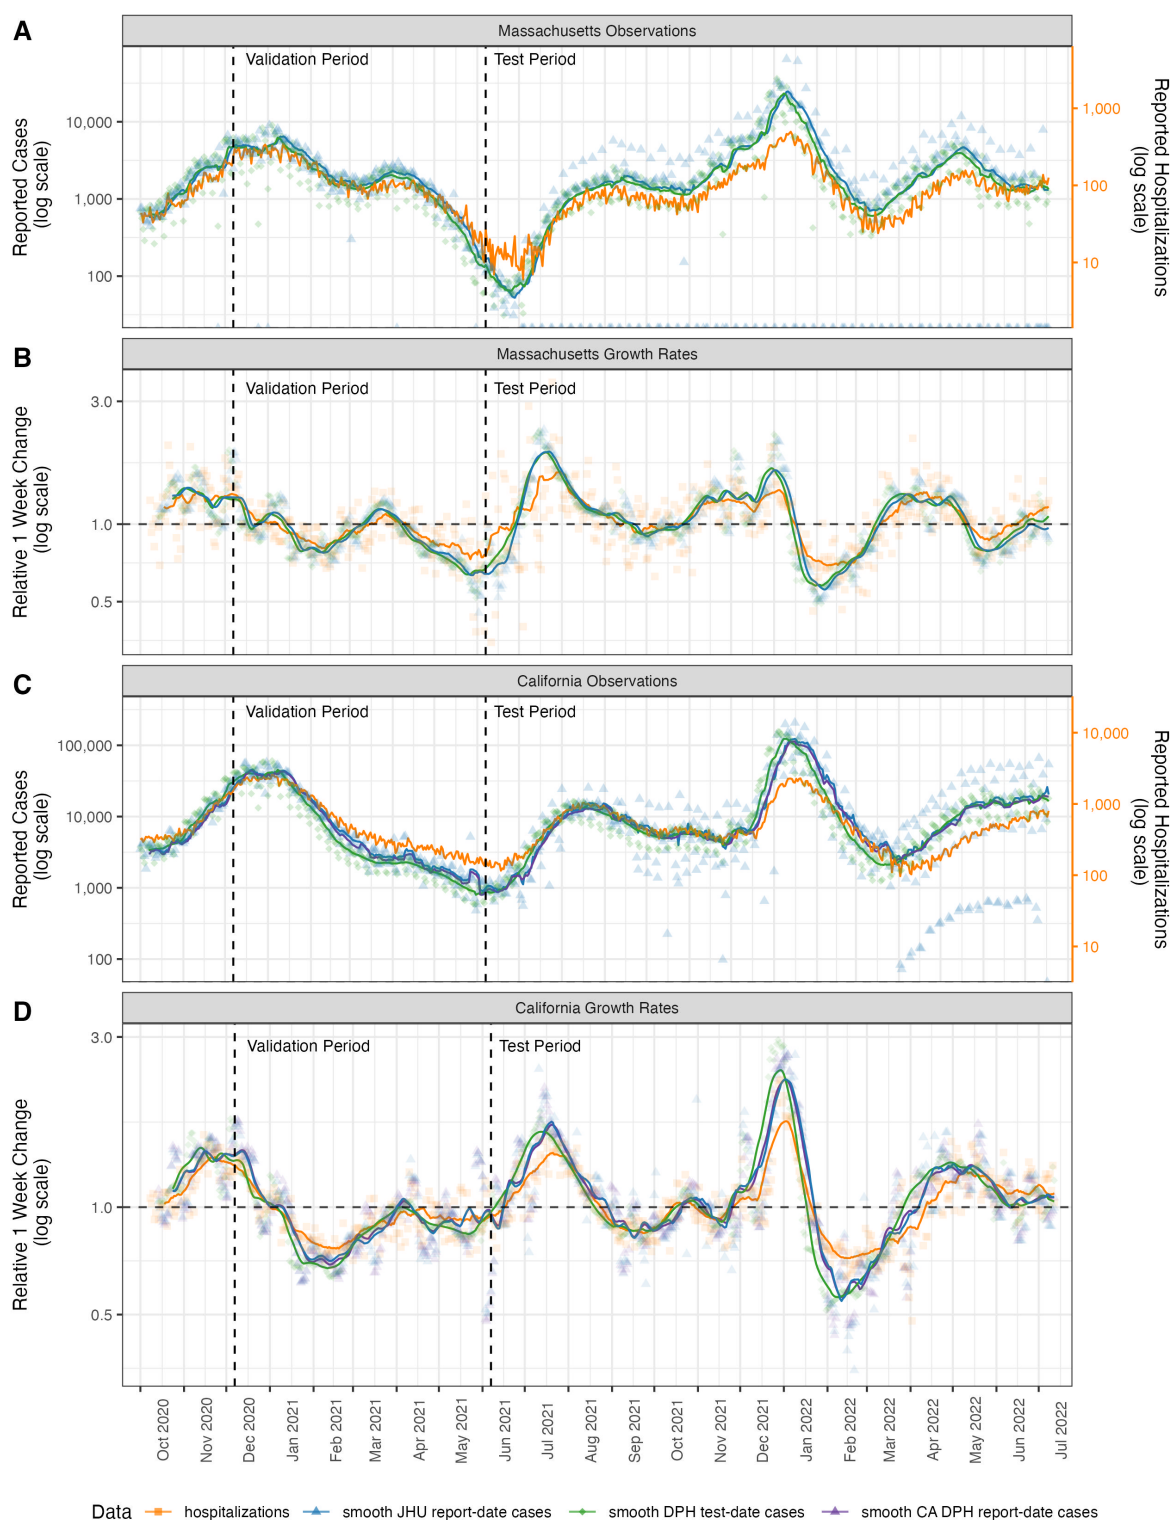 A
Massachusetts Observations
Validation Period
Test Period
Reported Cases
(log scale)
10,000
1,000
100
1,000
100
10
Reported Hospitalizations
(log scale)
B
Massachusetts Growth Rates
Validation Period
Test Period
Relative 1 Week Change
(log scale)
3.0
1.0
0.5
C
California Observations
Validation Period
Test Period
Reported Cases
(log scale)
100,000
10,000
1,000
100
10,000
1,000
100
10
Reported Hospitalizations
(log scale)
D
California Growth Rates
Validation Period
Test Period
Relative 1 Week Change
(log scale)
3.0
1.0
0.5
Oct 2020
Nov 2020
Dec 2020
Jan 2021
Feb 2021
Mar 2021
Apr 2021
May 2021
Jun 2021
Jul 2021
Aug 2021
Sep 2021
Oct 2021
Nov 2021
Dec 2021
Jan 2022
Feb 2022
Mar 2022
Apr 2022
May 2022
Jun 2022
Jul 2022
Data hospitalizations smooth JHU report-date cases smooth DPH test-date cases smooth CA DPH report-date cases